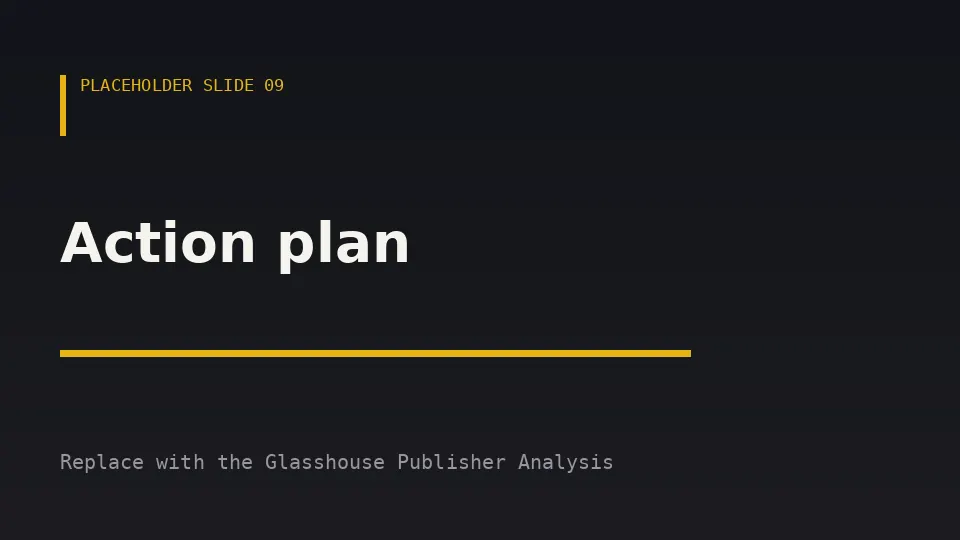 PLACEHOLDER SLIDE 09
Action plan
Replace with the Glasshouse Publisher Analysis